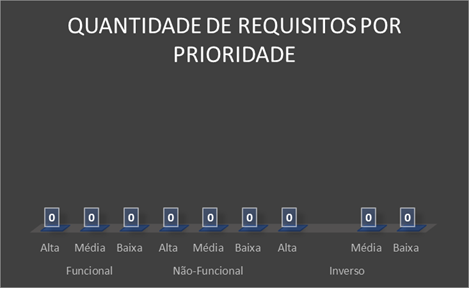 QUANTIDADE DE REQUISITOS POR
PRIORIDADE
0 0 0 0 0 0 0 0 0
Alta Média Baixa Alta Média Baixa Alta Média Baixa
Funcional Não-Funcional Inverso